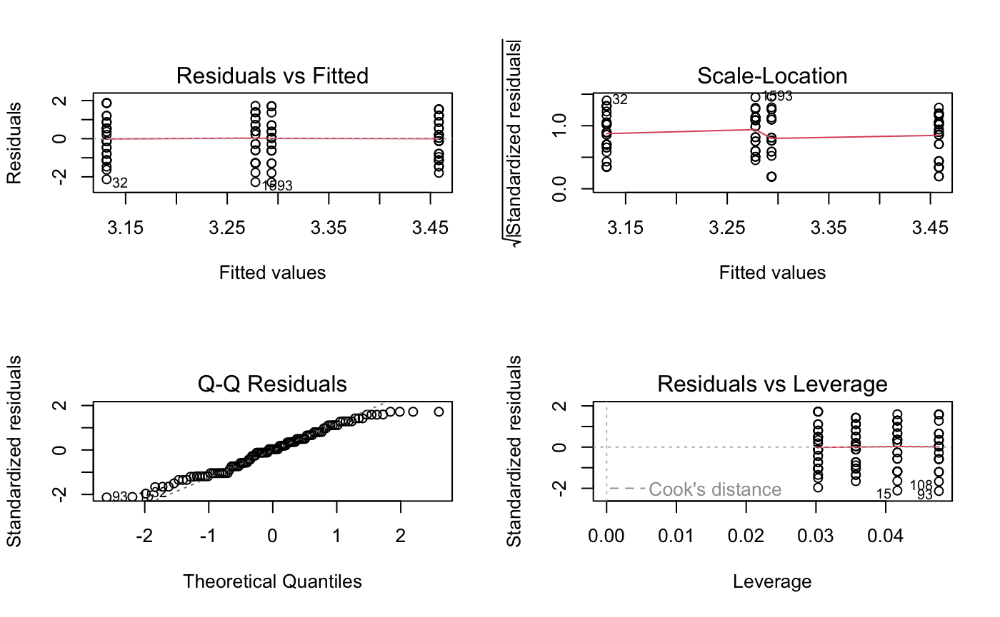 Residuals vs Fitted
Residuals
2
0
-2
32
1593
3.15
3.25
3.35
3.45
Fitted values
Scale-Location
√|Standardized residuals|
1.0
0.0
32
1593
3.15
3.25
3.35
3.45
Fitted values
Q-Q Residuals
Standardized residuals
2
0
-2
93
32
-2
-1
0
1
2
Theoretical Quantiles
Residuals vs Leverage
Standardized residuals
2
0
-2
Cook's distance
15
108
93
0.00
0.01
0.02
0.03
0.04
Leverage